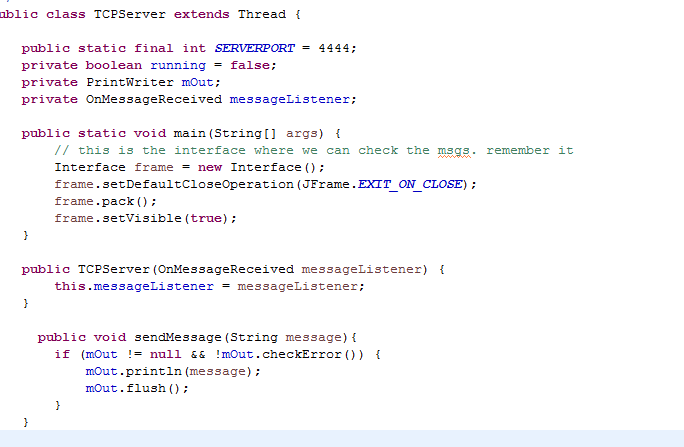 ublic class TCPServer extends Thread {
public static final int SERVERPORT = 4444;
private boolean running = false;
private PrintWriter mOut;
private OnMessageReceived messageListener;
public static void main(String[] args) {
// this is the interface where we can check the msgs. remember it
Interface frame = new Interface();
frame.setDefaultCloseOperation(JFrame.EXIT_ON_CLOSE);
frame.pack();
frame.setVisible(true);
}
public TCPServer(OnMessageReceived messageListener) {
this.messageListener = messageListener;
}
public void sendMessage(String message){
if (mOut != null && !mOut.checkError()) {
mOut.println(message);
mOut.flush();
}
}